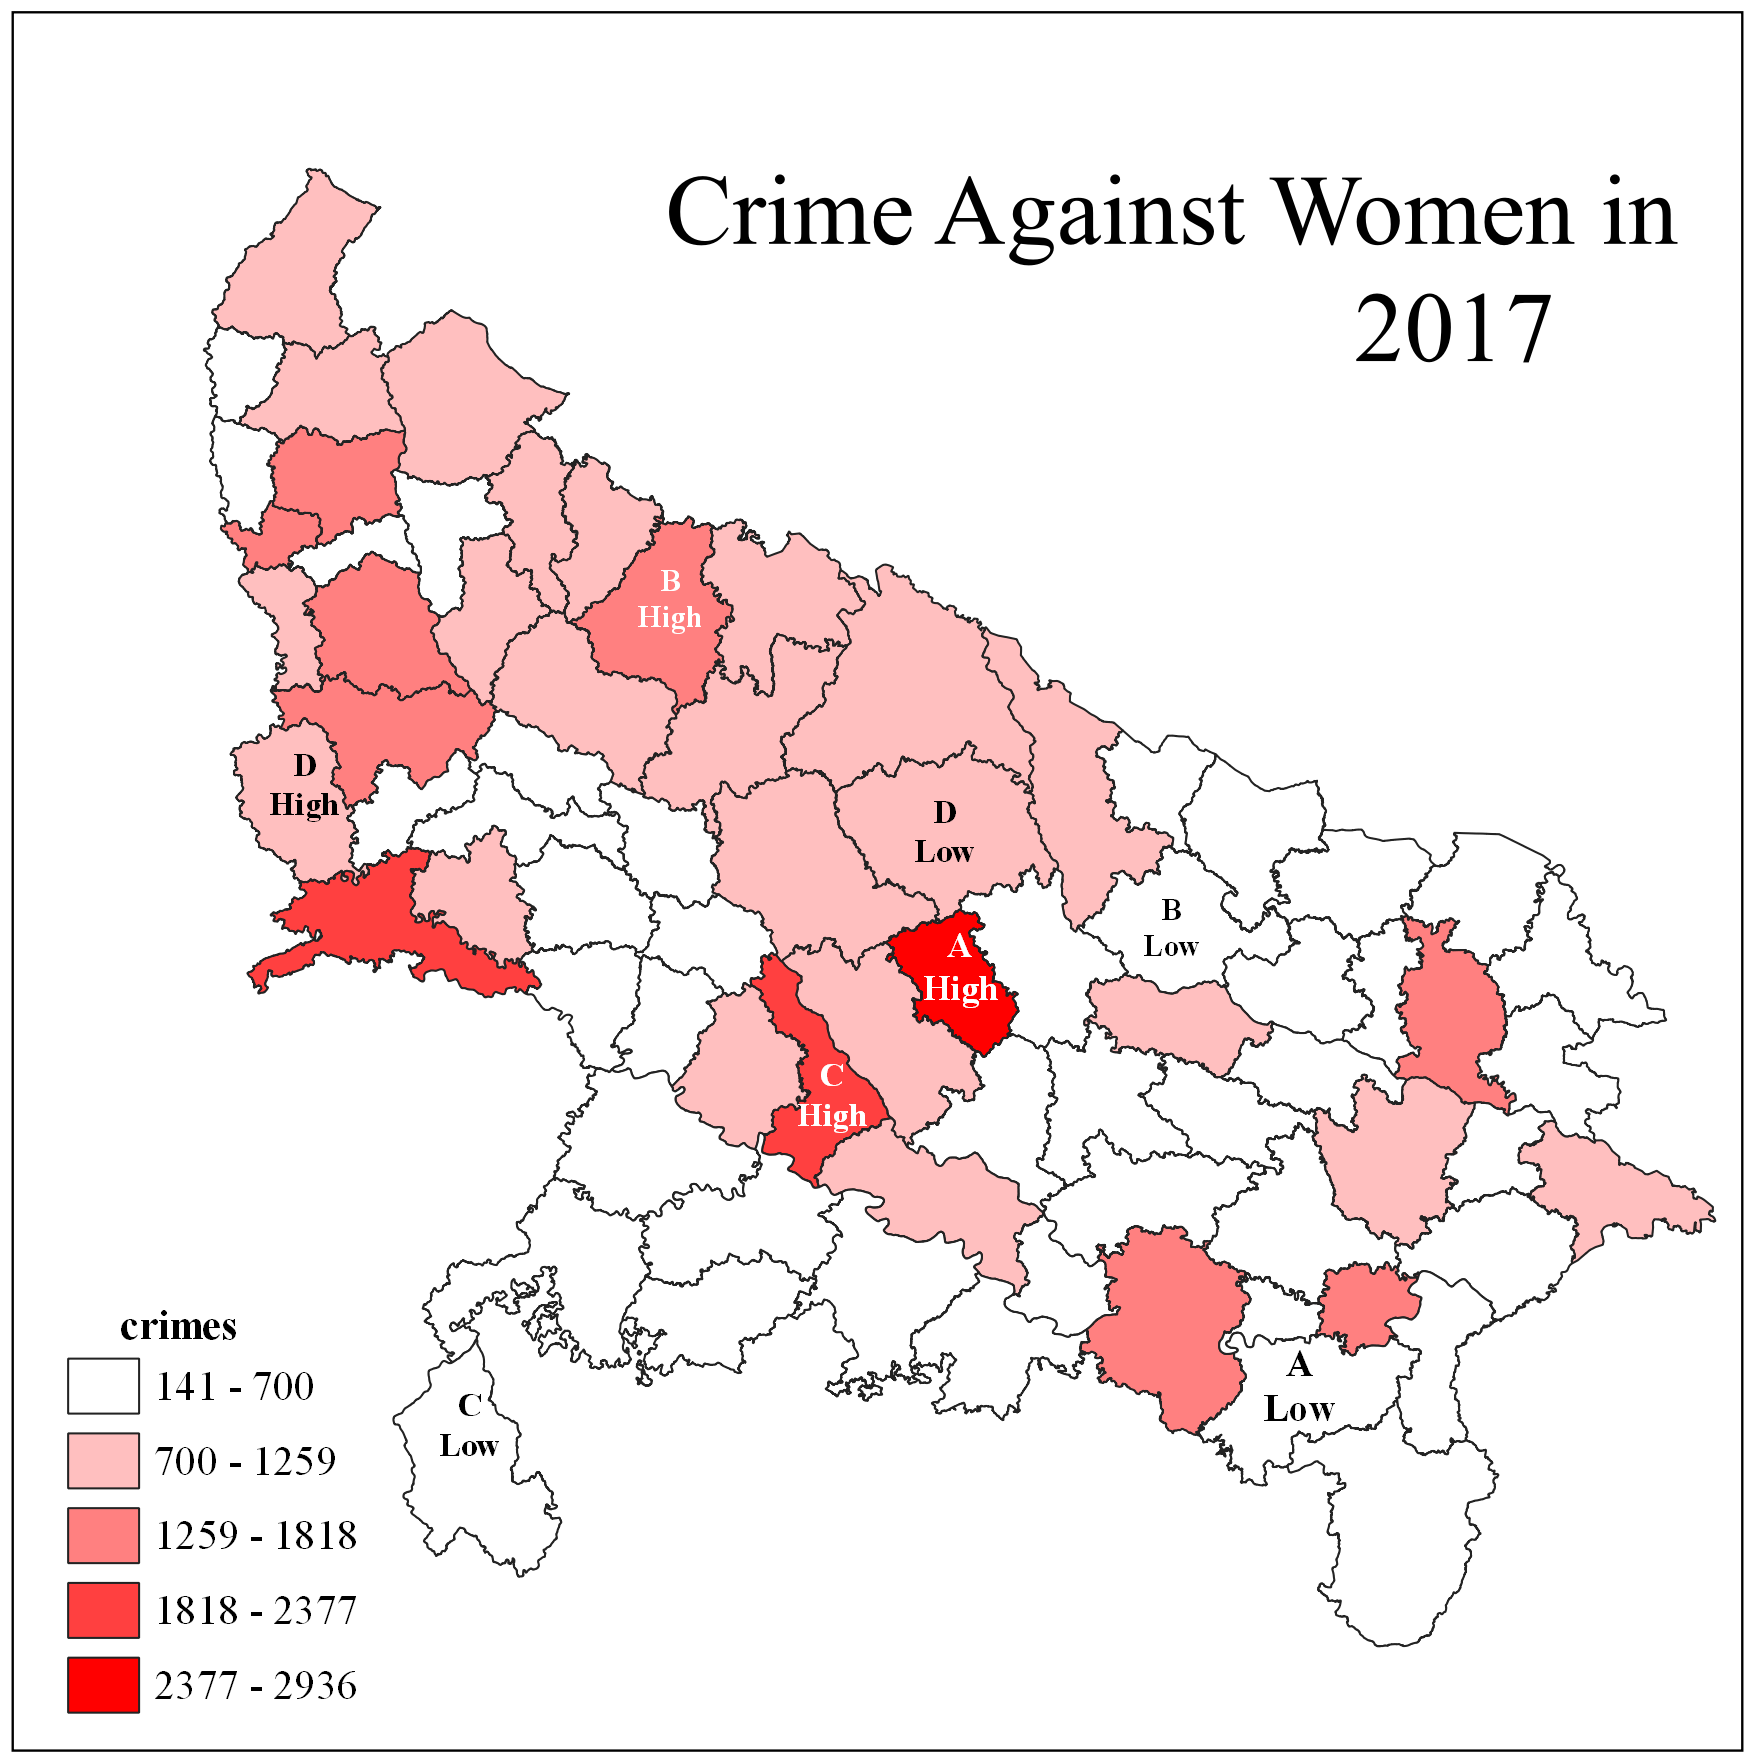 Crime Against Women in
2017
B
High
D
High
D
Low
B
Low
A
High
C
High
A
Low
C
Low
crimes
141 - 700
700 - 1259
1259 - 1818
1818 - 2377
2377 - 2936